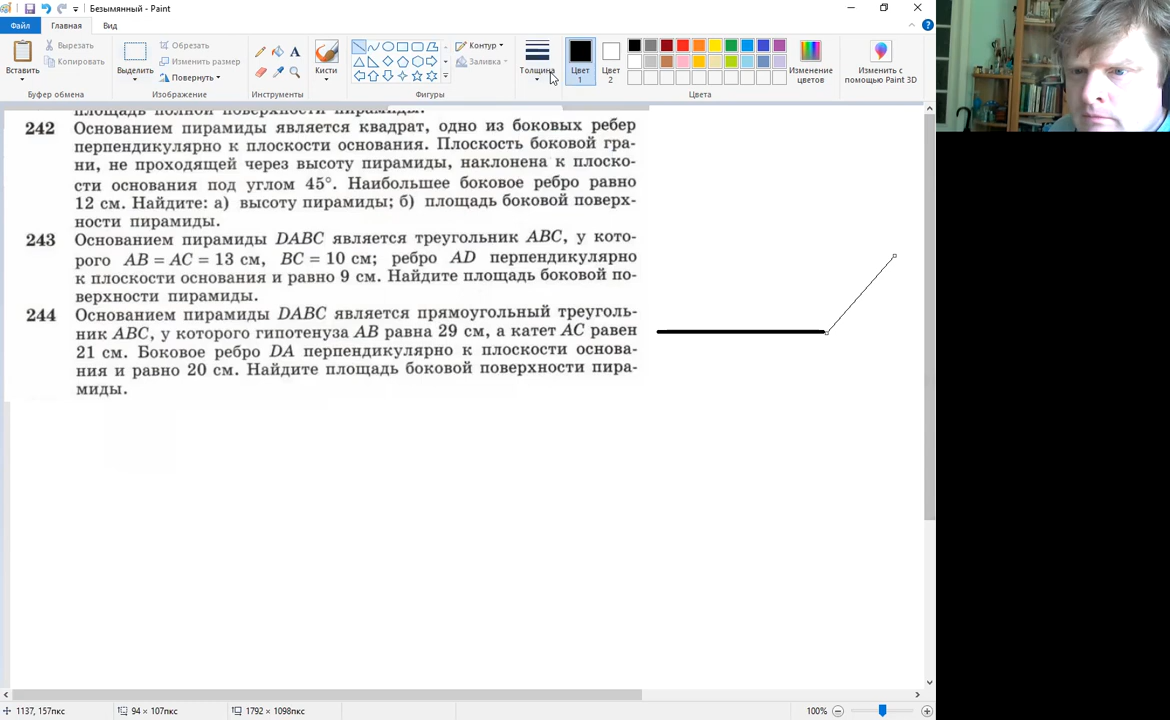 Безымянный - Paint
Файл
Главная
Вид
Вставить
Вырезать
Копировать
Буфер обмена
Выделить
Обрезать
Изменить размер
Повернуть
Изображение
A
Инструменты
Кисти
Контур
Заливка
Фигуры
Толщина
Цвет 1
Цвет 2
Цвета
Изменение цветов
Изменить с помощью Paint 3D
площадь полной поверхности пирамиды.
242 Основанием пирамиды является квадрат, одно из боковых ребер
перпендикулярно к плоскости основания. Плоскость боковой гра-
ни, не проходящей через высоту пирамиды, наклонена к плоско-
сти основания под углом 45°. Наибольшее боковое ребро равно
12 см. Найдите: а) высоту пирамиды; б) площадь боковой поверх-
ности пирамиды.
243 Основанием пирамиды DABC является треугольник ABC, у кото-
рого AB = AC = 13 см, BC = 10 см; ребро AD перпендикулярно
к плоскости основания и равно 9 см. Найдите площадь боковой по-
верхности пирамиды.
244 Основанием пирамиды DABC является прямоугольный треуголь-
ник ABC, у которого гипотенуза AB равна 29 см, а катет AC равен
21 см. Боковое ребро DA перпендикулярно к плоскости основа-
ния и равно 20 см. Найдите площадь боковой поверхности пира-
миды.
1137, 157пкс
94 × 107пкс
1792 × 1098пкс
100%